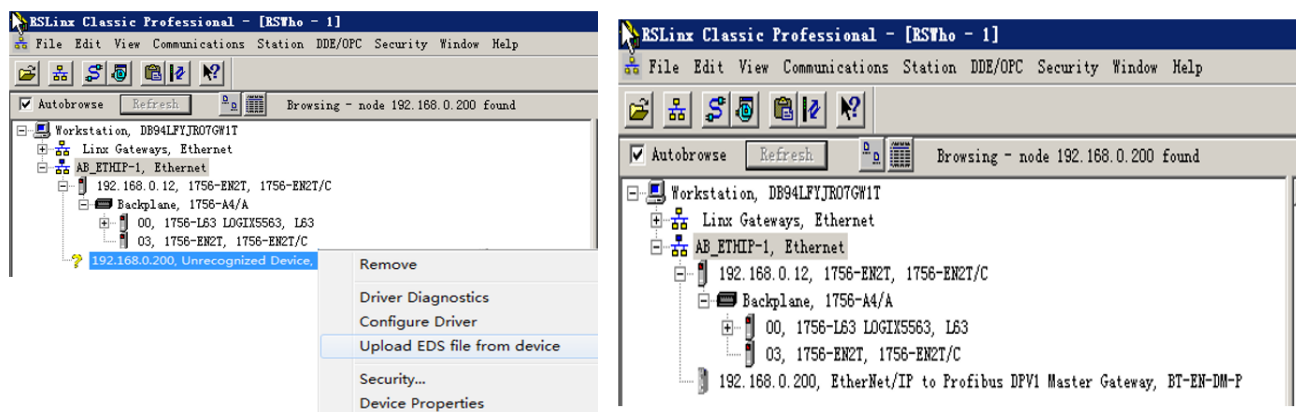 RSLinx Classic Professional - [RSWho - 1]
File Edit View Communications Station DDE/OPC Security Window Help
Autobrowse Refresh Browsing - node 192.168.0.200 found
Workstation, DB94LFYJRO7GW1T
Linx Gateways, Ethernet
AB_ETHIP-1, Ethernet
192.168.0.12, 1756-EN2T, 1756-EN2T/C
Backplane, 1756-A4/A
00, 1756-L63 LOGIX5563, L63
03, 1756-EN2T, 1756-EN2T/C
192.168.0.200, Unrecognized Device,
Remove
Driver Diagnostics
Configure Driver
Upload EDS file from device
Security...
Device Properties
RSLinx Classic Professional - [RSWho - 1]
File Edit View Communications Station DDE/OPC Security Window Help
Autobrowse Refresh Browsing - node 192.168.0.200 found
Workstation, DB94LFYJRO7GW1T
Linx Gateways, Ethernet
AB_ETHIP-1, Ethernet
192.168.0.12, 1756-EN2T, 1756-EN2T/C
Backplane, 1756-A4/A
00, 1756-L63 LOGIX5563, L63
03, 1756-EN2T, 1756-EN2T/C
192.168.0.200, EtherNet/IP to Profibus DPV1 Master Gateway, BT-EN-DM-P